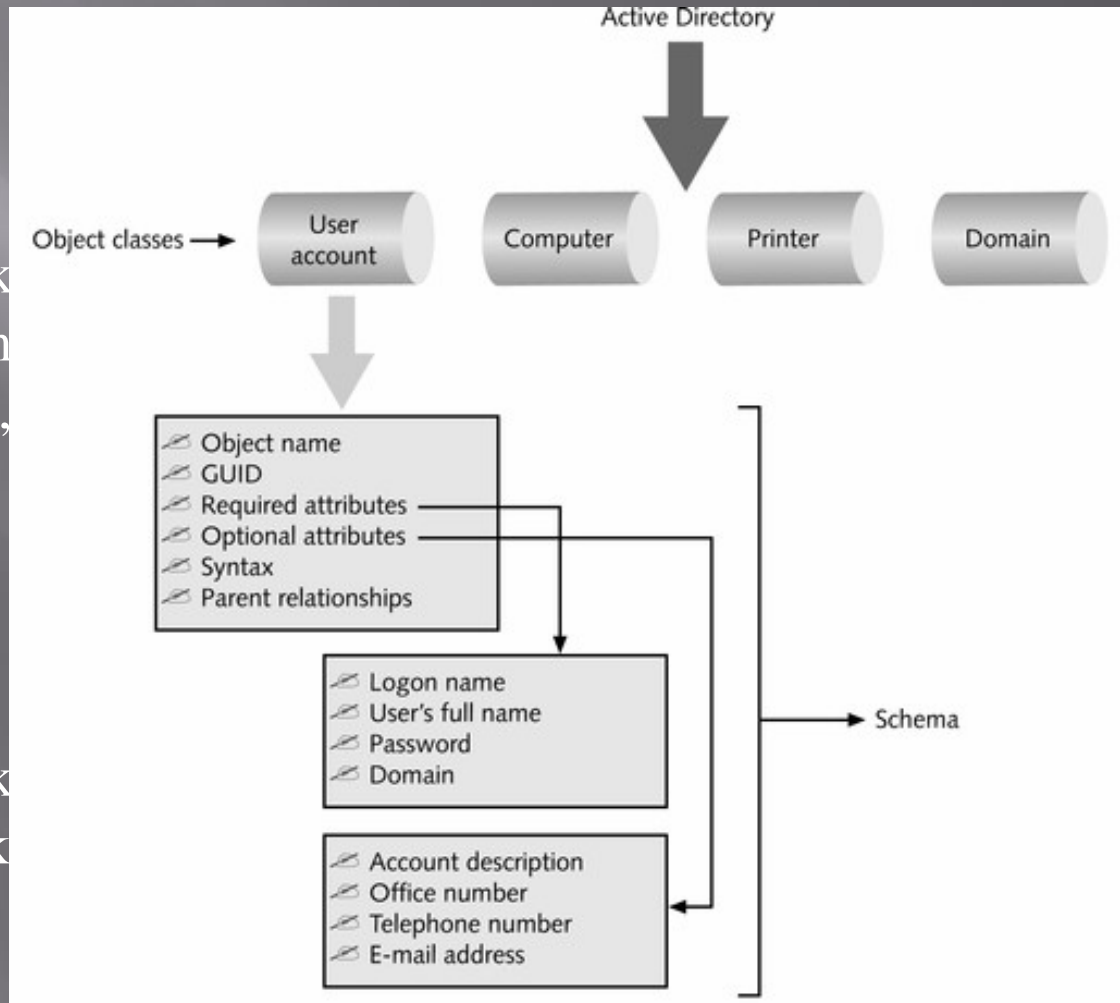 Active Directory
Object classes
User
account
Computer
Printer
Domain
Object name
GUID
Required attributes
Optional attributes
Syntax
Parent relationships
Logon name
User's full name
Password
Domain
Schema
Account description
Office number
Telephone number
E-mail address